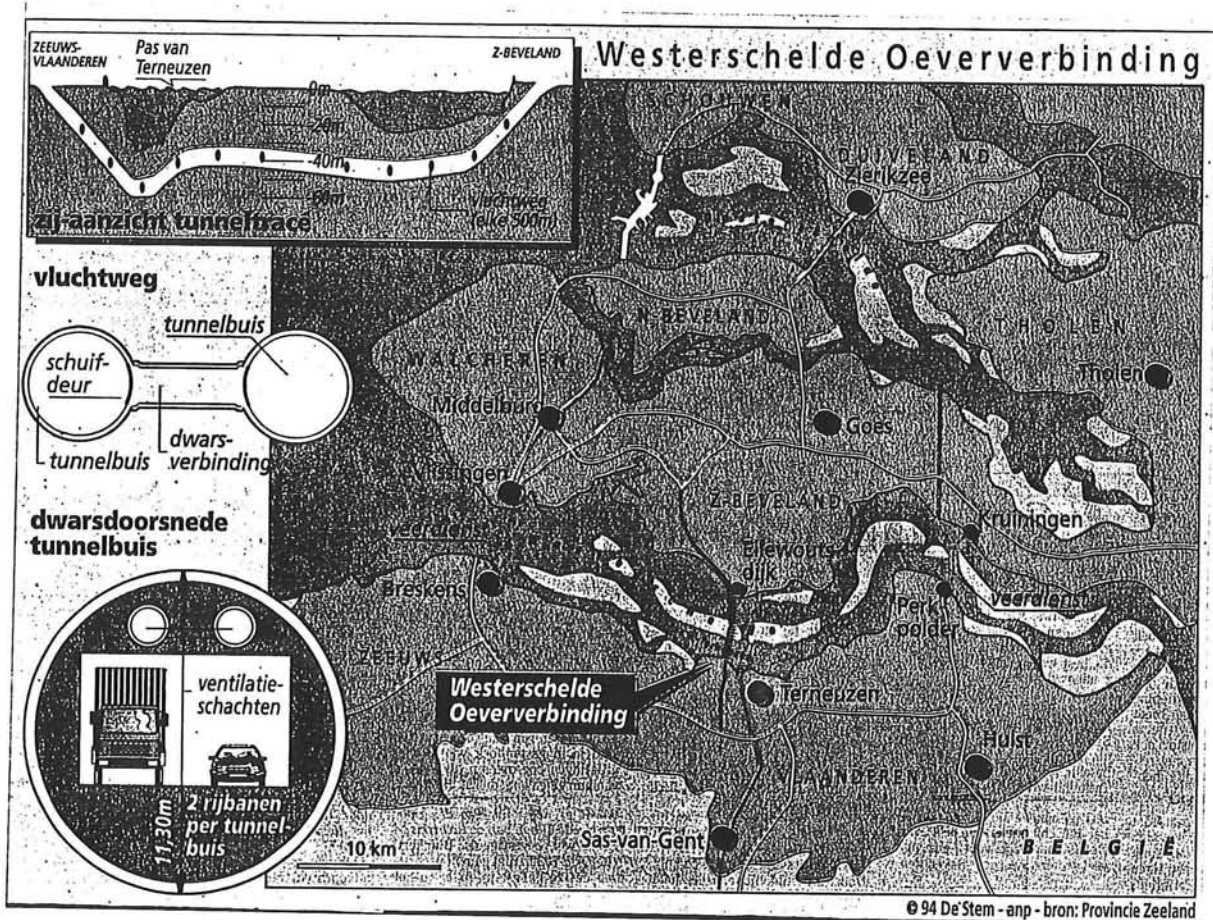 Westerschelde Oeververbinding
ZEEUWS-
VLAANDEREN
Pas van
Terneuzen
Z-BEVELAND
0m
-20m
-40m
-60m
vluchtweg
(elke 500m)
zij-aanzicht tunneltracé
vluchtweg
tunnelbuis
schuif-
deur
dwars-
verbinding
tunnelbuis
dwarsdoorsnede
tunnelbuis
ventilatie-
schachten
11,30m
2 rijbanen
per tunnel-
buis
SCHOUWEN
DUIVELAND
Zierikzee
N-BEVELAND
THOLEN
Tholen
WALCHEREN
Middelburg
Goes
Vlissingen
Z-BEVELAND
Kruiningen
veerdienst
Ellewouts-
dijk
Breskens
Perk-
polder
veerdienst
ZEEUWS
Westerschelde
Oeververbinding
Terneuzen
Hulst
VLAANDEREN
Sas-van-Gent
BELGIË
10 km
© 94 De Stem - anp - bron: Provincie Zeeland